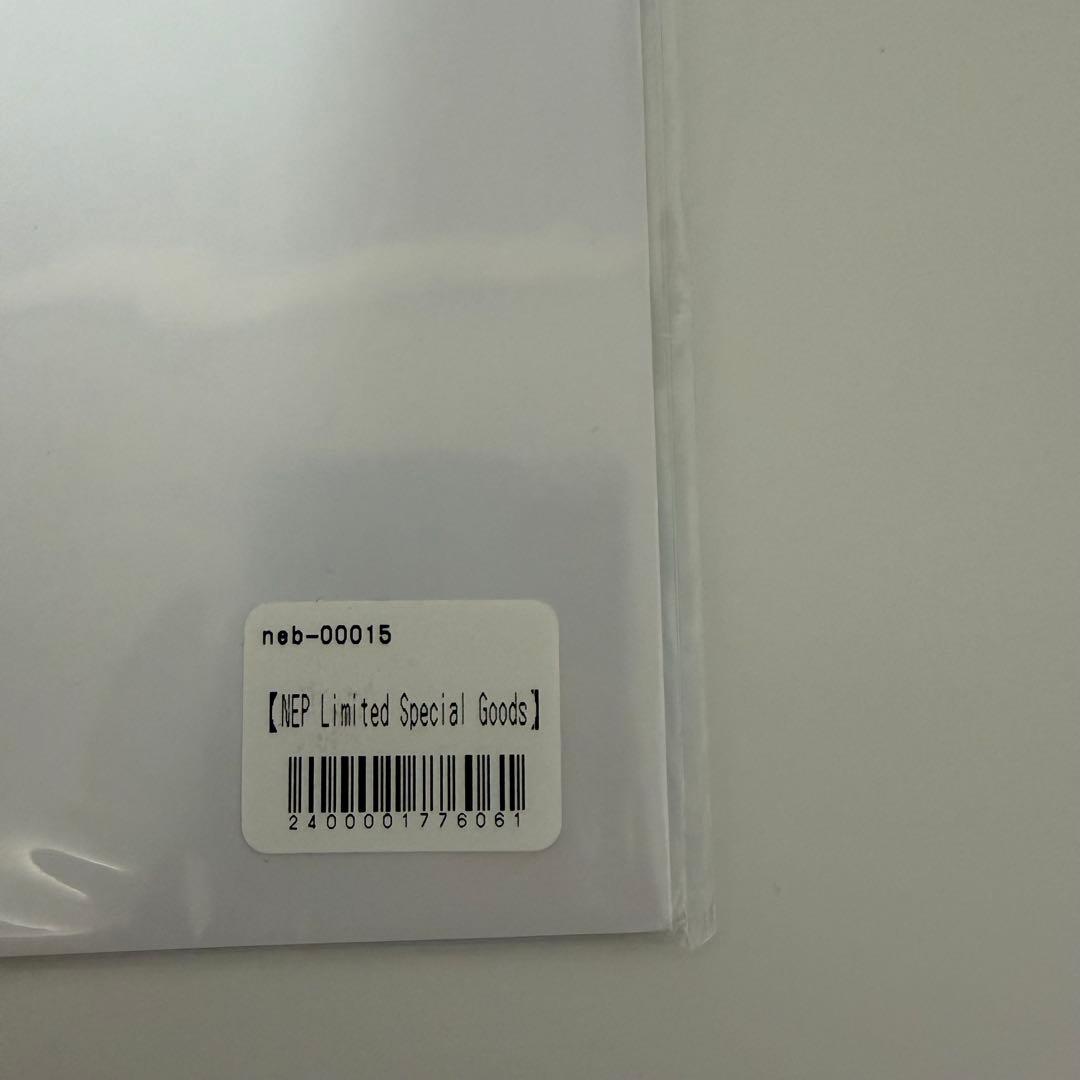 neb-00015
【NEP Limited Special Goods】
2400001776061